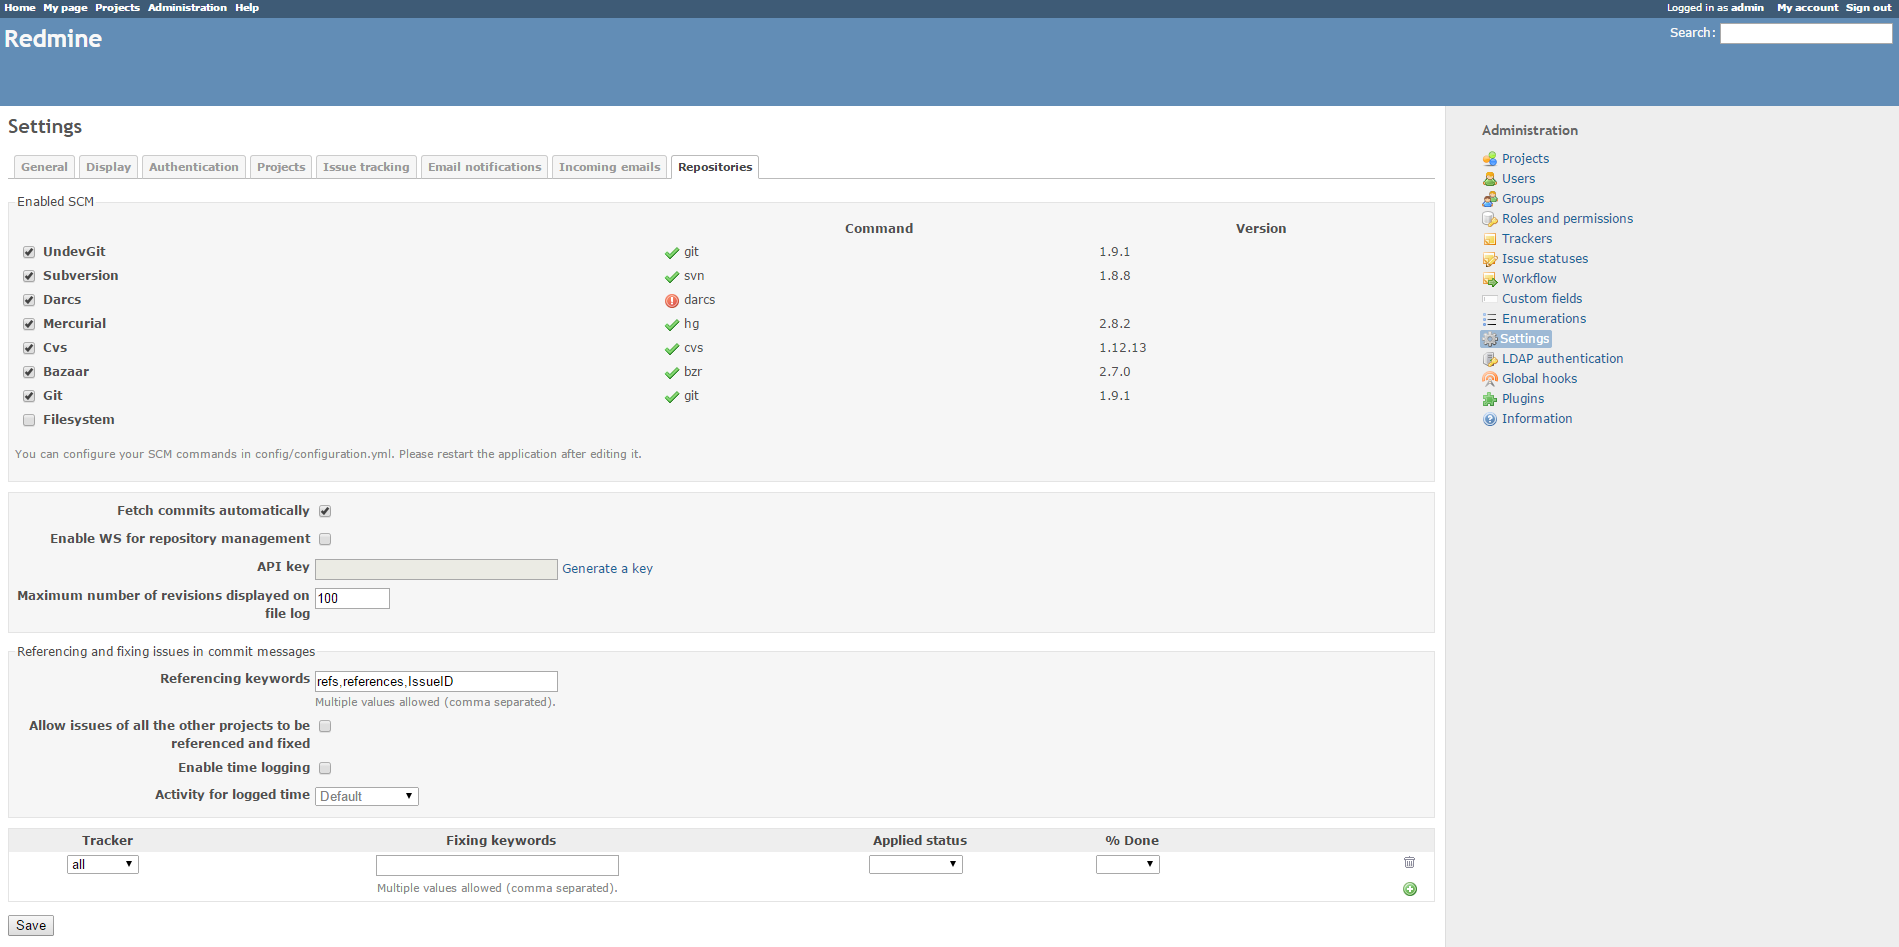 Home My page Projects Administration Help Logged in as admin My account Sign out
Redmine Search:
Settings
General Display Authentication Projects Issue tracking Email notifications Incoming emails Repositories
Enabled SCM
Command Version
UndevGit git 1.9.1
Subversion svn 1.8.8
Darcs darcs
Mercurial hg 2.8.2
Cvs cvs 1.12.13
Bazaar bzr 2.7.0
Git git 1.9.1
Filesystem
You can configure your SCM commands in config/configuration.yml. Please restart the application after editing it.
Fetch commits automatically
Enable WS for repository management
API key Generate a key
Maximum number of revisions displayed on
file log 100
Referencing and fixing issues in commit messages
Referencing keywords refs,references,IssueID
Multiple values allowed (comma separated).
Allow issues of all the other projects to be
referenced and fixed
Enable time logging
Activity for logged time Default
Tracker Fixing keywords Applied status % Done
all
Multiple values allowed (comma separated).
Save
Administration
Projects
Users
Groups
Roles and permissions
Trackers
Issue statuses
Workflow
Custom fields
Enumerations
Settings
LDAP authentication
Global hooks
Plugins
Information